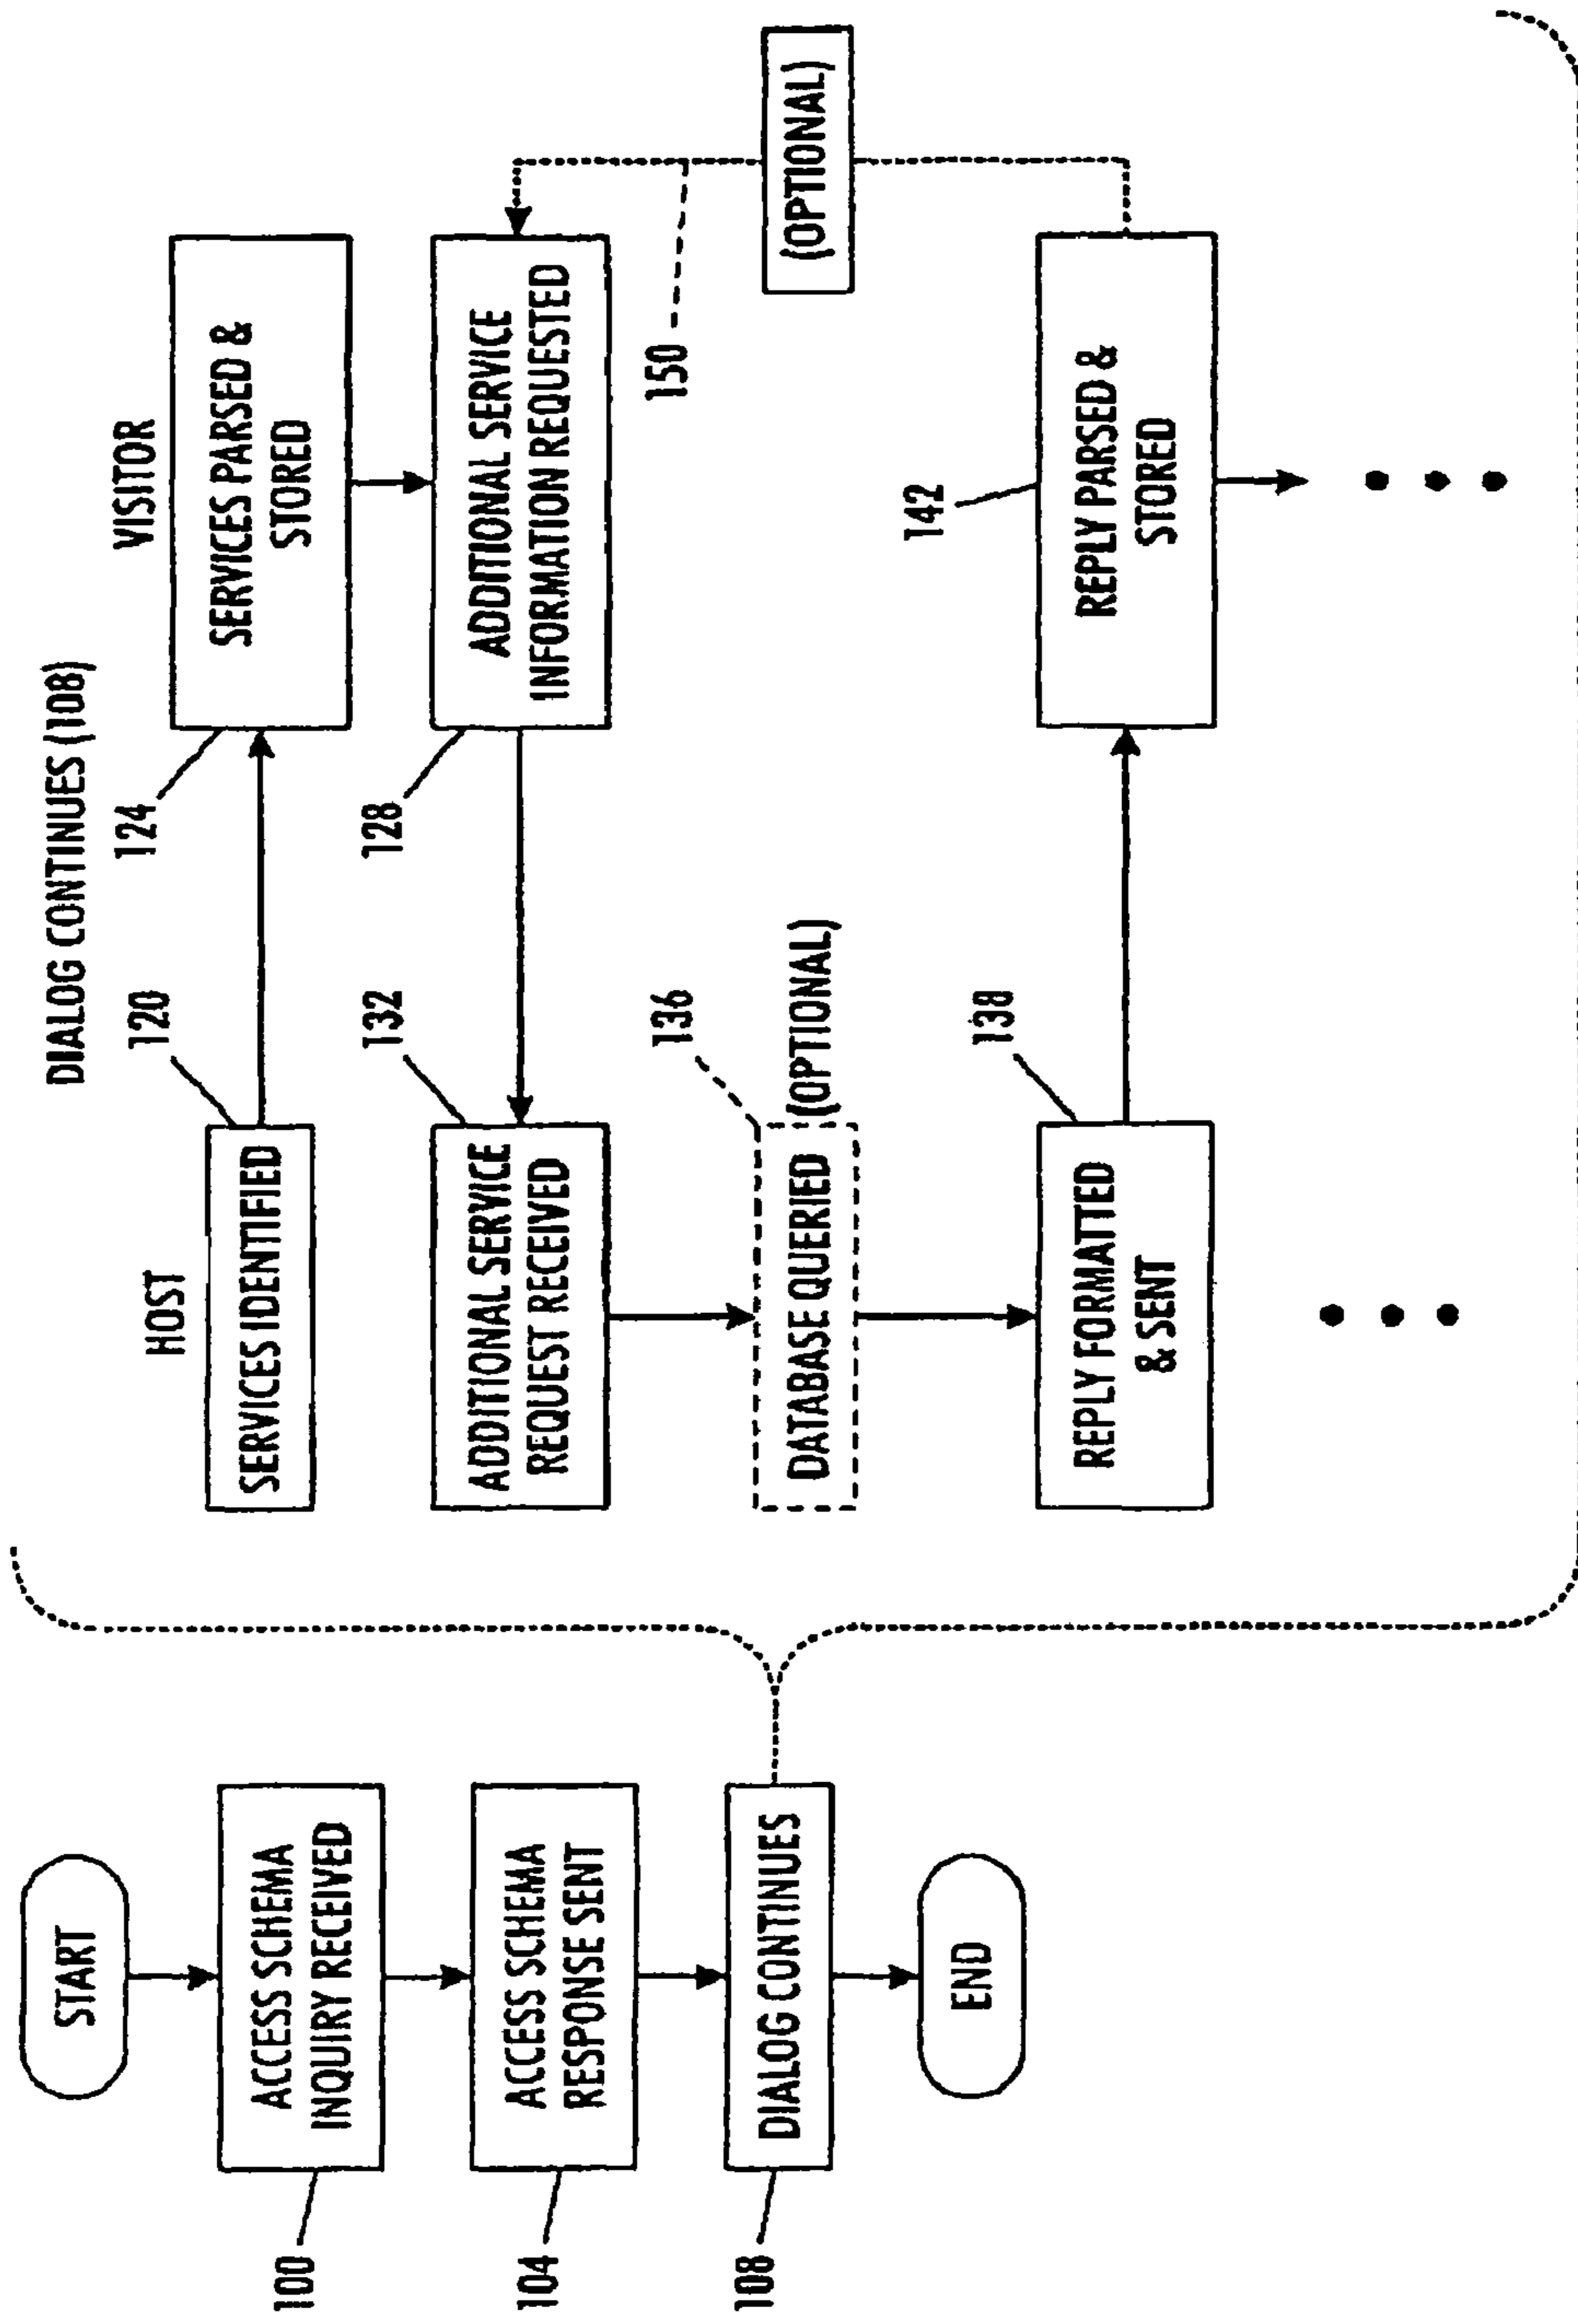 START
ACCESS SCHEMA
INQUIRY RECEIVED
100
ACCESS SCHEMA
RESPONSE SENT
104
DIALOG CONTINUES
108
END
DIALOG CONTINUES (108)
HOST
VISITOR
120
SERVICES IDENTIFIED
124
SERVICES PARSED &
STORED
128
ADDITIONAL SERVICE
INFORMATION REQUESTED
132
ADDITIONAL SERVICE
REQUEST RECEIVED
150
136
DATABASE QUERIED
(OPTIONAL)
(OPTIONAL)
138
REPLY FORMATTED
& SENT
142
REPLY PARSED &
STORED